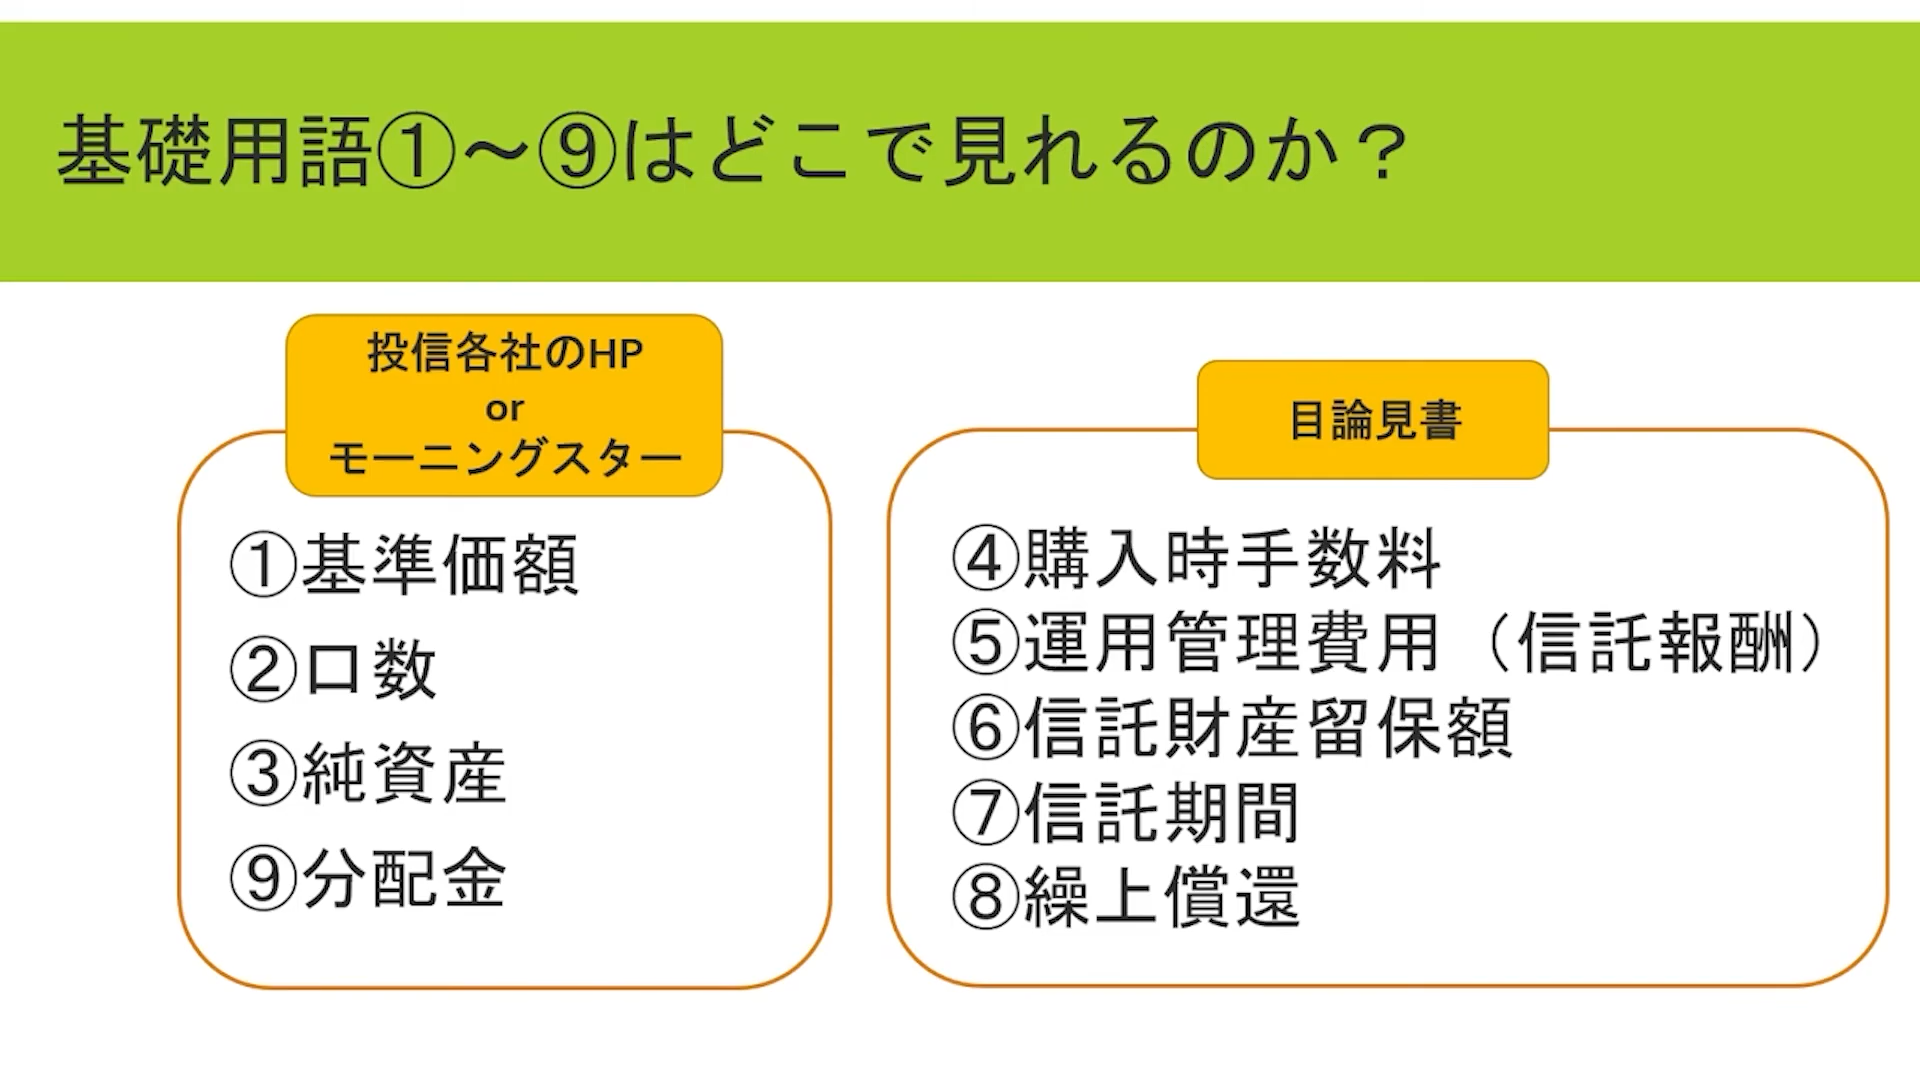 基礎用語①～⑨はどこで見れるのか？
投信各社のHP
or
モーニングスター
①基準価額
②口数
③純資産
⑨分配金
目論見書
④購入時手数料
⑤運用管理費用（信託報酬）
⑥信託財産留保額
⑦信託期間
⑧繰上償還